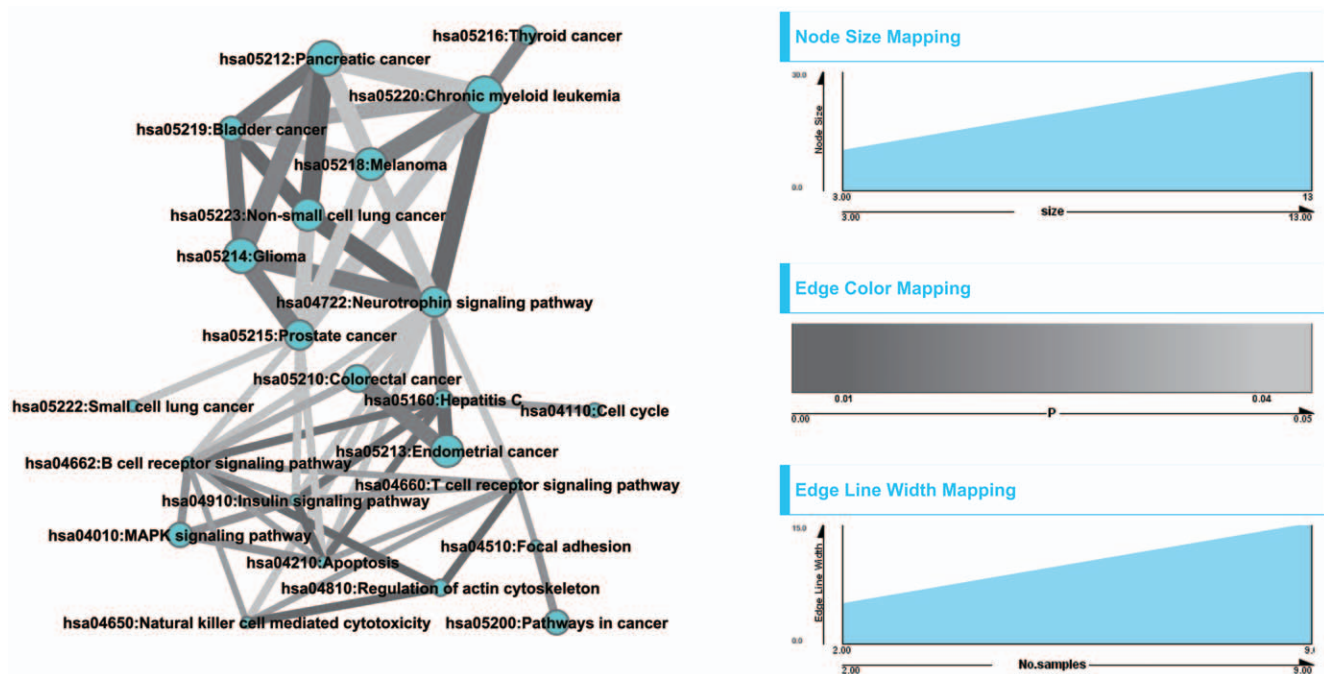 hsa05216:Thyroid cancer
hsa05212:Pancreatic cancer
hsa05220:Chronic myeloid leukemia
hsa05219:Bladder cancer
hsa05218:Melanoma
hsa05223:Non-small cell lung cancer
hsa05214:Glioma
hsa04722:Neurotrophin signaling pathway
hsa05215:Prostate cancer
hsa05210:Colorectal cancer
hsa05160:Hepatitis C
hsa05222:Small cell lung cancer
hsa04110:Cell cycle
hsa05213:Endometrial cancer
hsa04662:B cell receptor signaling pathway
hsa04660:T cell receptor signaling pathway
hsa04910:Insulin signaling pathway
hsa04010:MAPK signaling pathway
hsa04510:Focal adhesion
hsa04210:Apoptosis
hsa04810:Regulation of actin cytoskeleton
hsa04650:Natural killer cell mediated cytotoxicity
hsa05200:Pathways in cancer
Node Size Mapping
30.0
Node Size
0.0
3.00
13
3.00
size
13.00
Edge Color Mapping
0.01
0.04
0.00
P
0.05
Edge Line Width Mapping
15.0
Edge Line Width
0.0
2.00
9.0
2.00
No.samples
9.00